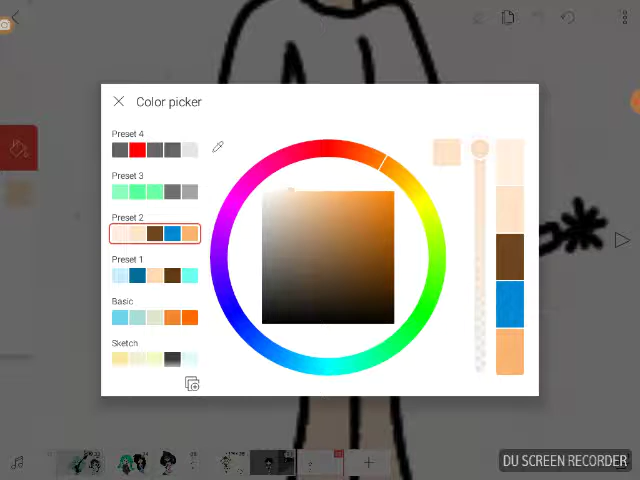 Color picker
Preset 4
Preset 3
Preset 2
Preset 1
Basic
Sketch
DU SCREEN RECORDER